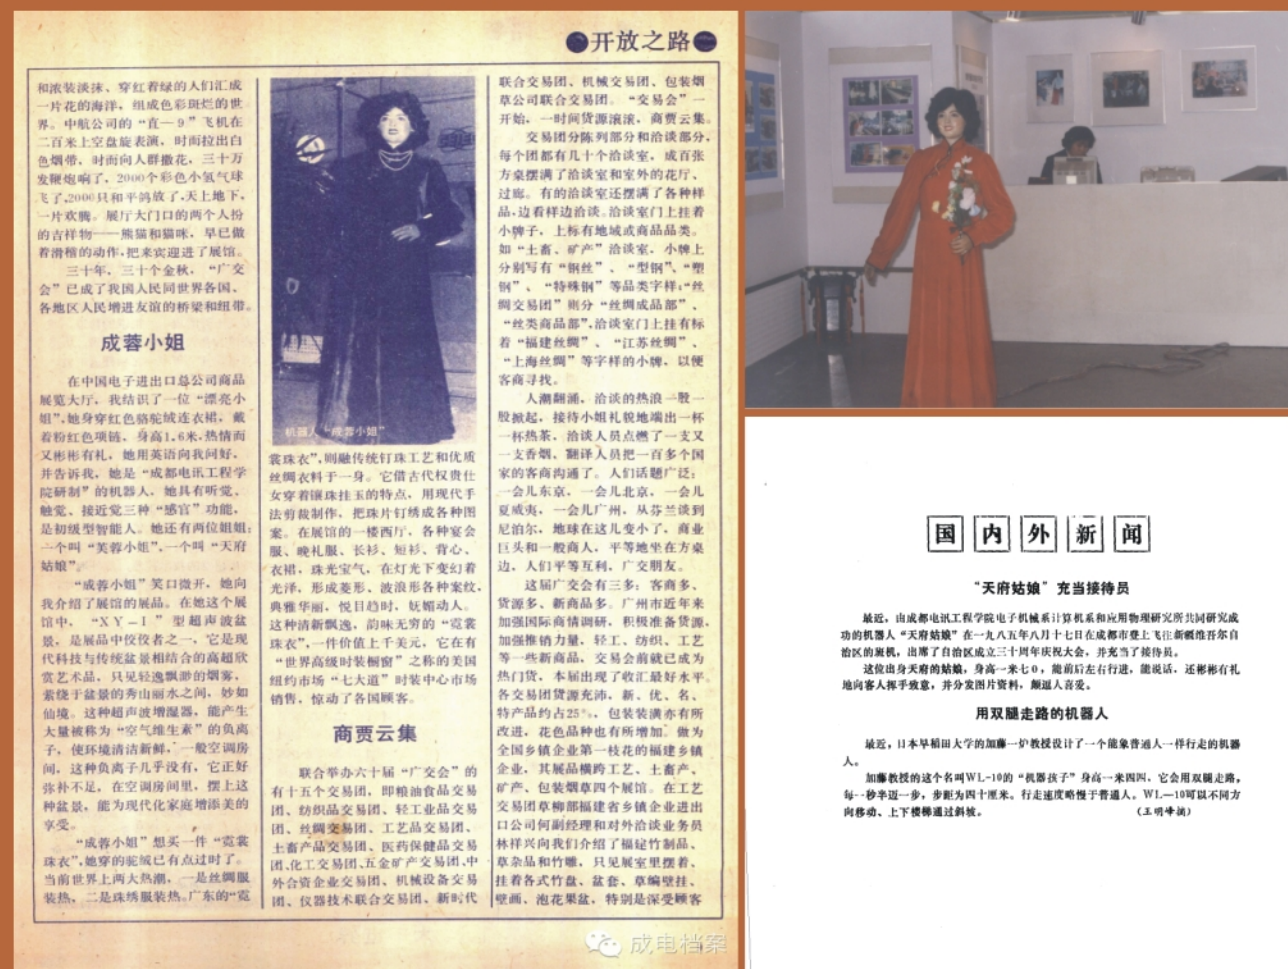 ●开放之路●
和浓装淡抹、穿红着绿的人们汇成
一片花的海洋，组成色彩斑烂的世
界。中航公司的“直—9”飞机在
二百米上空盘旋表演，时而拉出白
色烟带，时而向人群撒花，三十万
发鞭炮响了，2000个彩色小氢气球
飞了，2000只和平鸽放了，天上地下，
一片欢腾。展厅大门口的两个人扮
的吉祥物——熊猫和猫咪，早已做
着滑稽的动作，把来宾迎进了展馆。
三十年，三十个金秋，“广交
会”已成了我国人民同世界各国、
各地区人民增进友谊的桥梁和纽带。
成蓉小姐
在中国电子进出口总公司商品
展览大厅，我结识了一位“漂亮小
姐”，她身穿红色骆驼绒连衣裙，戴
着粉红色项链，身高1.6米，热情而
又彬彬有礼，她用英语向我问好，
并告诉我，她是“成都电讯工程学
院研制”的机器人，她具有听觉、
触觉、接近觉三种“感官”功能，
是初级型智能人。她还有两位姐姐：
一个叫“芙蓉小姐”，一个叫“天府
姑娘”。
“成蓉小姐”笑口微开，她向
我介绍了展馆的展品。在她这个展
馆中，“XY—1”型超声波盆
景，是展品中佼佼者之一，它是现
代科技与传统盆景相结合的高超欣
赏艺术品，只见轻逸飘渺的烟雾，
萦绕于盆景的秀山丽水之间，妙如
仙境。这种超声波增湿器，能产生
大量被称为“空气维生素”的负离
子，使环境清洁新鲜，一般空调房
间，这种负离子几乎没有，它正好
弥补不足，在空调房间里，摆上这
种盆景，能为现代化家庭增添美的
享受。
“成蓉小姐”想买一件“霓裳
珠衣”，她穿的驼绒已有点过时了。
当前世界上两大热潮，一是丝绸服
装热，二是珠绣服装热。广东的“霓
机器人“成蓉小姐”
裳珠衣”，则融传统钉珠工艺和优质
丝绸衣料于一身。它借古代权贵仕
女穿着镶珠挂玉的特点，用现代手
法剪裁制作，把珠片钉绣成各种图
案。在展馆的一楼西厅，各种宴会
服、晚礼服、长衫、短衫、背心、
衣裙，珠光宝气，在灯光下变幻着
光泽，形成菱形、波浪形各种案纹，
典雅华丽，悦目趋时，妩媚动人。
这种清新飘逸，韵味无穷的“霓裳
珠衣”，一件价值上千美元，它在有
“世界高级时装橱窗”之称的美国
纽约市场“七大道”时装中心市场
销售，惊动了各国顾客。
商贾云集
联合举办六十届“广交会”的
有十五个交易团，即粮油食品交易
团、纺织品交易团、轻工业品交易
团、丝绸交易团、工艺品交易团、
土畜产品交易团、医药保健品交易
团、化工交易团、五金矿产交易团、中
外合资企业交易团、机械设备交易
团、仪器技术联合交易团、新时代
联合交易团、机械交易团、包装烟
草公司联合交易团。“交易会”一
开始，一时间货源滚滚，商贾云集。
交易团分陈列部分和洽谈部分，
每个团都有几十个洽谈室，成百张
方桌摆满了洽谈室和室外的花厅、
过廊。有的洽谈室还摆满了各种样
品，边看样边洽谈。洽谈室门上挂着
小牌子，上标有地域或商品品类。
如“土畜、矿产”洽谈室，小牌上
分别写有“钢丝”、“型钢”、“塑
钢”、“特殊钢”等品类字样；“丝
绸交易团”则分“丝绸成品部”、
“丝类商品部”，洽谈室门上挂有标
着“福建丝绸”、“江苏丝绸”、
“上海丝绸”等字样的小牌，以便
客商寻找。
人潮翻涌，洽谈的热浪一股一
股掀起，接待小姐礼貌地端出一杯
一杯热茶，洽谈人员点燃了一支又
一支香烟，翻译人员把一百多个国
家的客商沟通了。人们话题广泛；
一会儿东京，一会儿北京，一会儿
夏威夷，一会儿广州，从芬兰谈到
尼泊尔，地球在这儿变小了，商业
巨头和一般商人，平等地坐在方桌
边，人们平等互利，广交朋友。
这届广交会有三多：客商多、
货源多、新商品多。广州市近年来
加强国际商情调研，积极准备货源，
加强推销力量，轻工、纺织、工艺
等一些新商品，交易会前就已成为
热门货，本届出现了收汇最好水平。
各交易团货源充沛，新、优、名、
特产品约占25%，包装装潢亦有所
改进，花色品种也有所增加。做为
全国乡镇企业第一枝花的福建乡镇
企业，其展品横跨工艺、土畜产、
矿产、包装烟草四个展馆。在工艺
交易团草柳部福建省乡镇企业进出
口公司何副经理和对外洽谈业务员
林祥兴向我们介绍了福建竹制品、
草杂品和竹雕，只见展室里摆着、
挂着各式竹盘、盆套、草编壁挂、
壁画、泡花果盆，特别是深受顾客
成电档案
国内外新闻
“天府姑娘”充当接待员
最近，由成都电讯工程学院电子机械系计算机系和应用物理研究所共同研究成
功的机器人“天府姑娘”在一九八五年八月十七日在成都市登上飞往新疆维吾尔自
治区的班机，出席了自治区成立三十周年庆祝大会，并充当了接待员。
这位出身天府的姑娘，身高一米七0，能前后左右行进，能说话，还彬彬有礼
地向客人挥手致意，并分发图片资料，颇逗人喜爱。
用双腿走路的机器人
最近，日本早稻田大学的加藤一炉教授设计了一个能象普通人一样行走的机器
人。
加藤教授的这个名叫WL-10的“机器孩子”身高一米四四，它会用双腿走路，
每一秒半迈一步，步距为四十厘米。行走速度略慢于普通人。WL—10可以不同方
向移动、上下楼梯通过斜坡。 （王明峰摘）